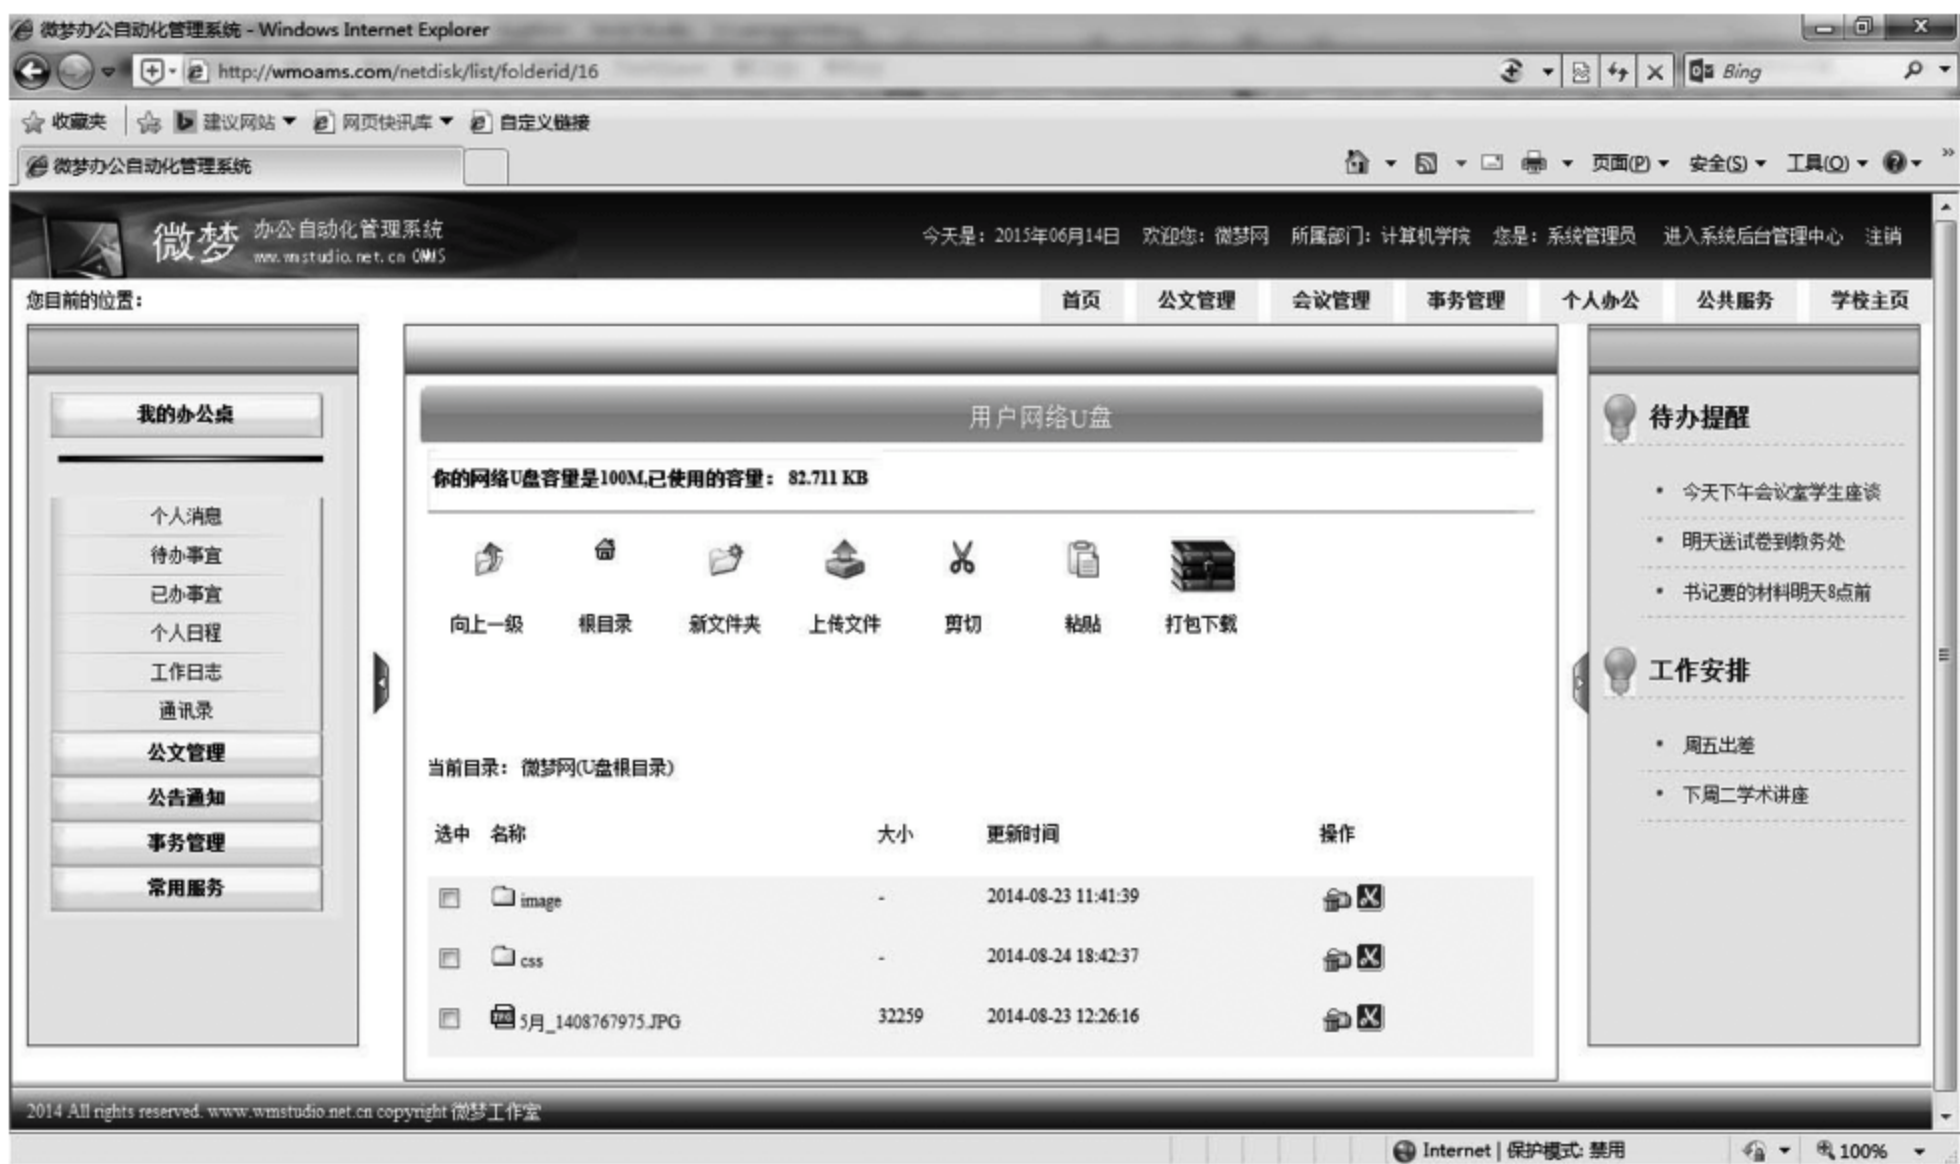 微梦办公自动化管理系统 - Windows Internet Explorer
http://wmoams.com/netdisk/list/folderid/16
Bing
收藏夹 建议网站 网页快讯库 自定义链接
微梦办公自动化管理系统
页面(P) 安全(S) 工具(O)
微梦 办公自动化管理系统
www.wmstudio.net.cn OAMS
今天是：2015年06月14日 欢迎您：微梦网 所属部门：计算机学院 您是：系统管理员 进入系统后台管理中心 注销
您目前的位置：
首页 公文管理 会议管理 事务管理 个人办公 公共服务 学校主页
我的办公桌
个人消息
待办事宜
已办事宜
个人日程
工作日志
通讯录
公文管理
公告通知
事务管理
常用服务
用户网络U盘
你的网络U盘容量是100M,已使用的容量： 82.711 KB
向上一级 根目录 新文件夹 上传文件 剪切 粘贴 打包下载
当前目录： 微梦网(U盘根目录)
选中 名称 大小 更新时间 操作
image - 2014-08-23 11:41:39
css - 2014-08-24 18:42:37
5月_1408767975.JPG 32259 2014-08-23 12:26:16
待办提醒
• 今天下午会议室学生座谈
• 明天送试卷到教务处
• 书记要的材料明天8点前
工作安排
• 周五出差
• 下周二学术讲座
2014 All rights reserved. www.wmstudio.net.cn copyright 微梦工作室
Internet | 保护模式: 禁用
100%